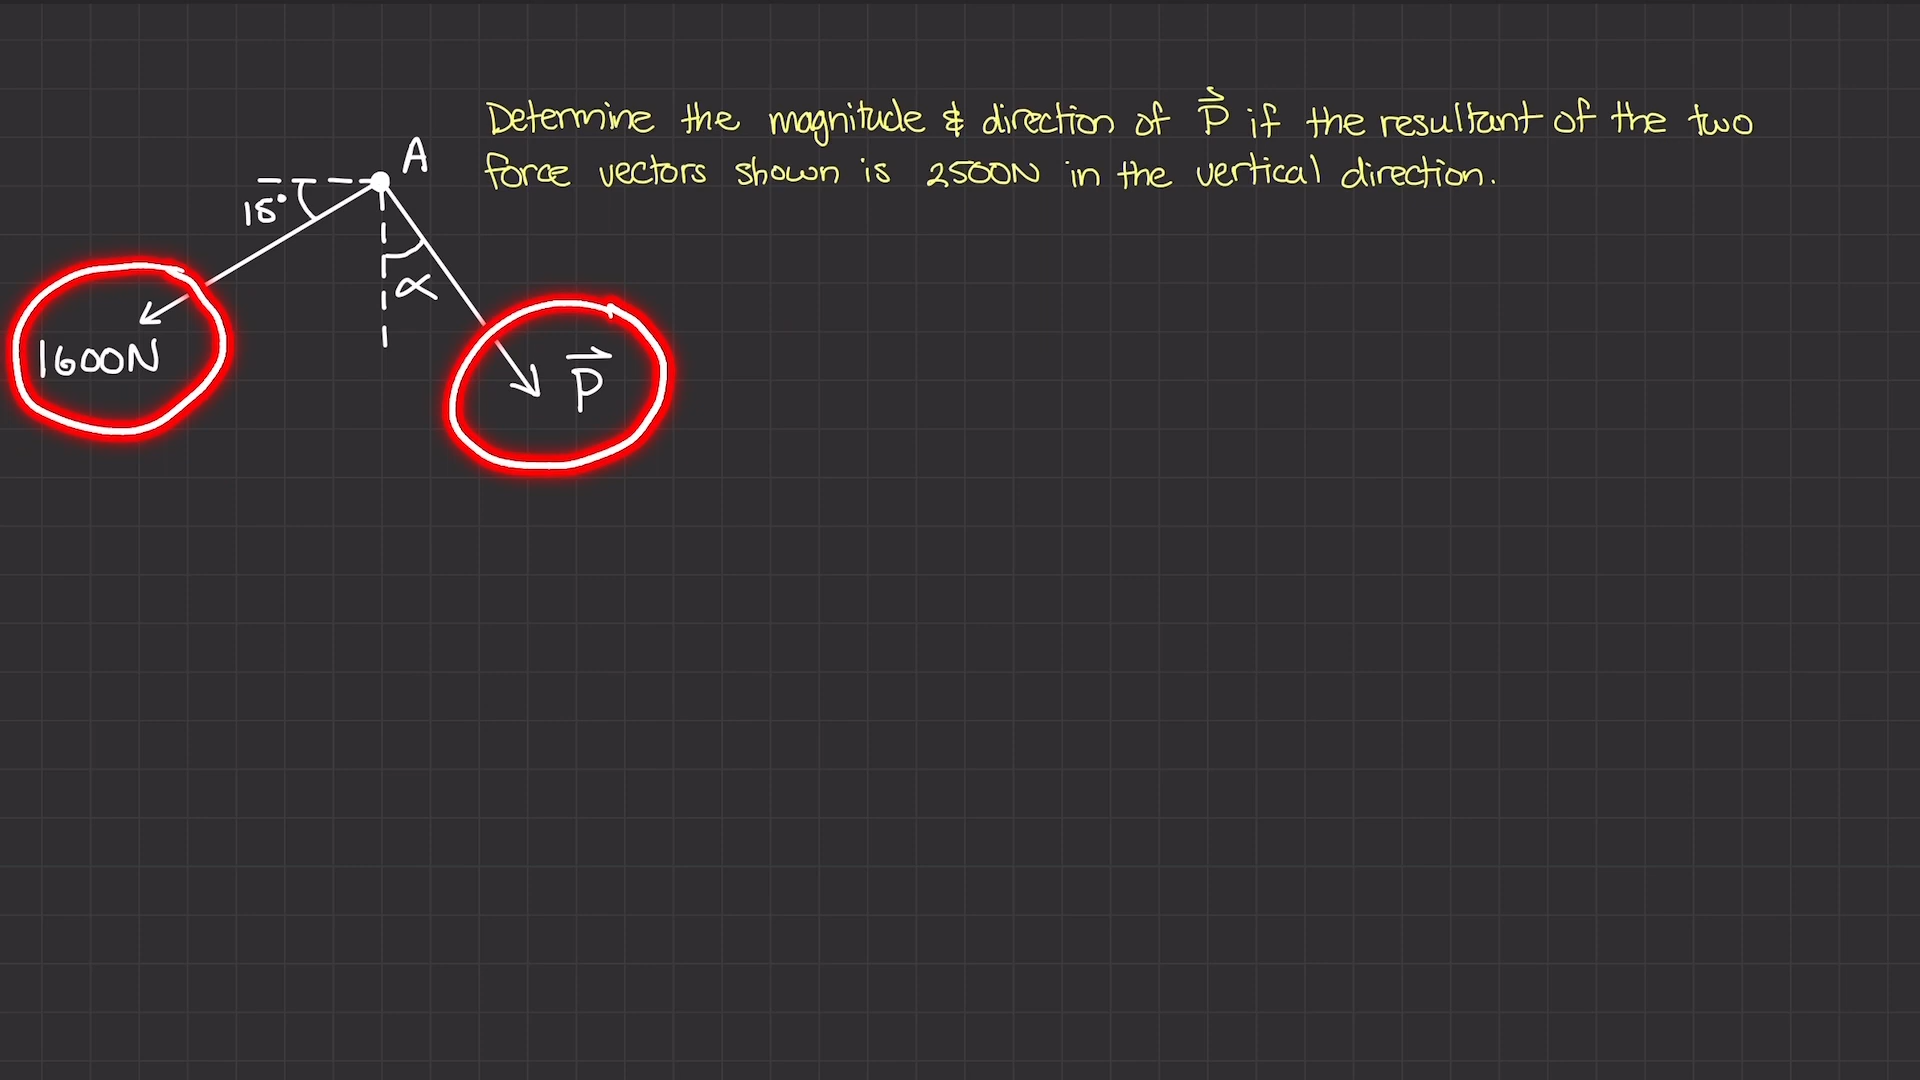 Determine the magnitude & direction of P⃗ if the resultant of the two
force vectors shown is 2500N in the vertical direction.
A
15°
α
1600N
P⃗